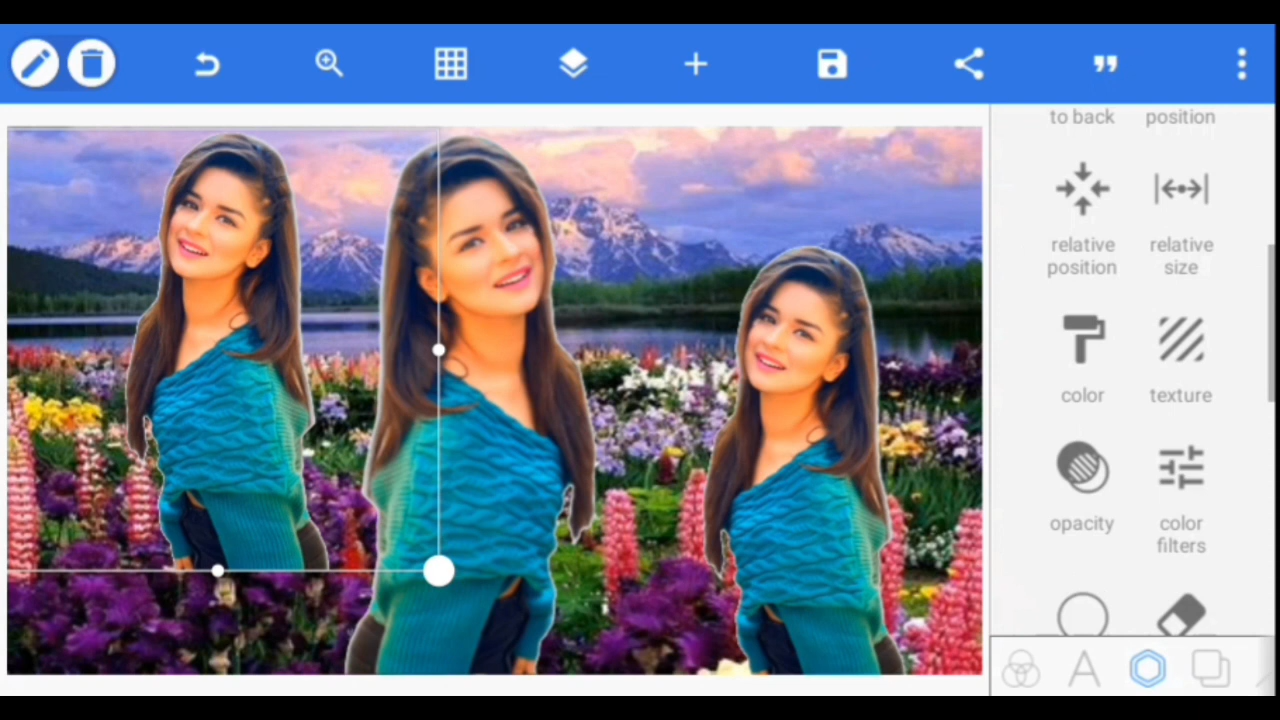 to back
position
relative
position
relative
size
color
texture
opacity
color
filters